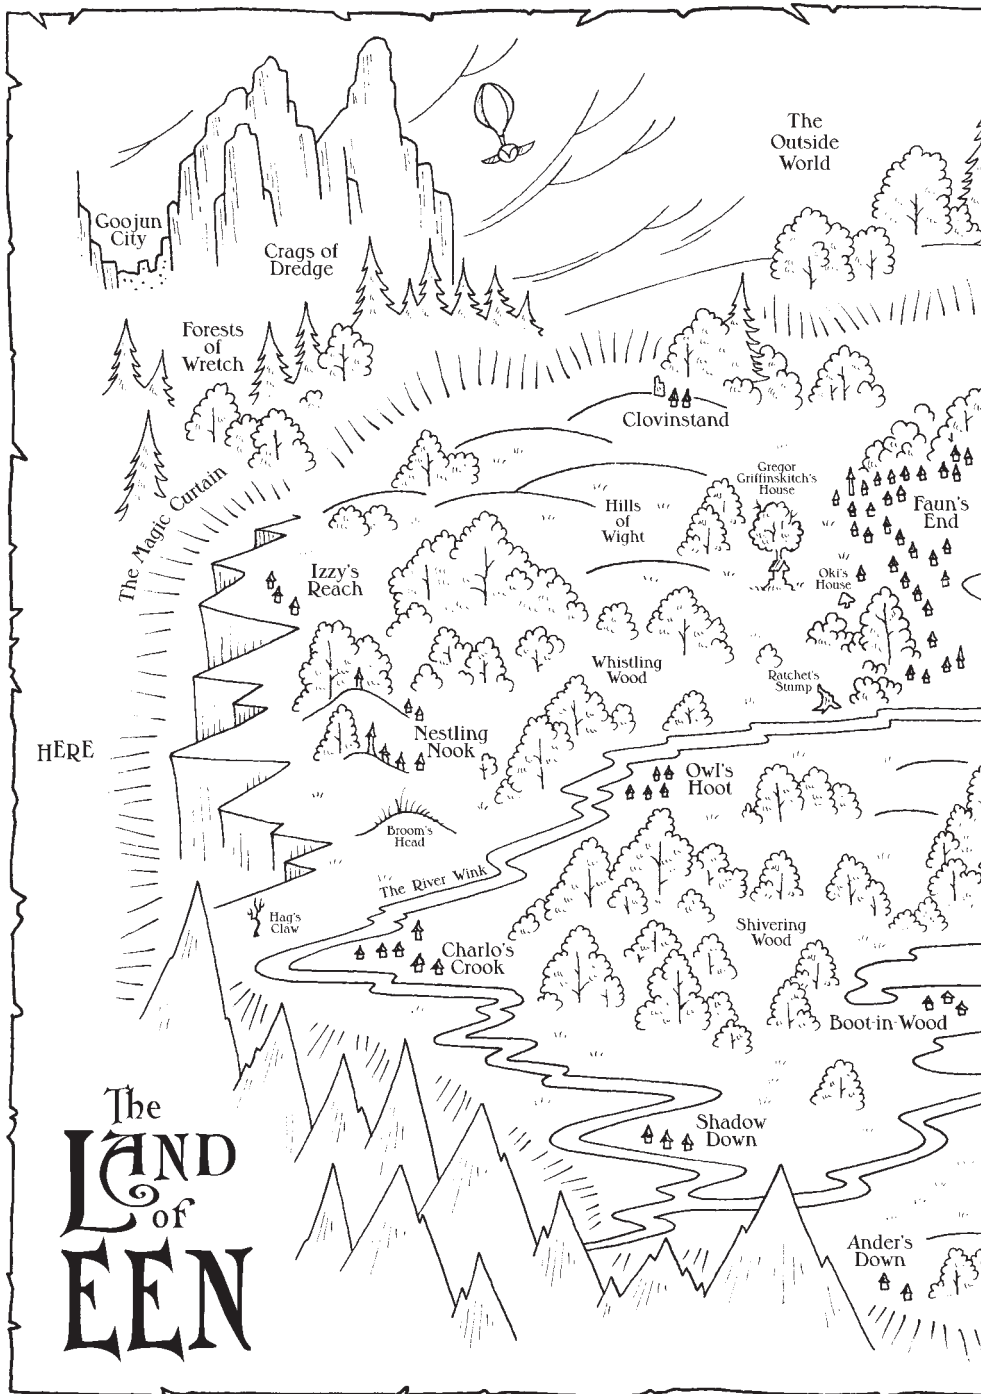 The
Outside
World
Goojun
City
Crags of
Dredge
Forests
of
Wretch
Clovinstand
The Magic Curtain
Gregor
Griffinskitch's
House
Hills
of
Wight
Faun's
End
Izzy's
Reach
Oki's
House
Whistling
Wood
Ratchet's
Stump
Nestling
Nook
HERE
Owl's
Hoot
Broom's
Head
The River Wink
Hag's
Claw
Charlo's
Crook
Shivering
Wood
Boot-in-Wood
Shadow
Down
The
LAND
of
EEN
Ander's
Down